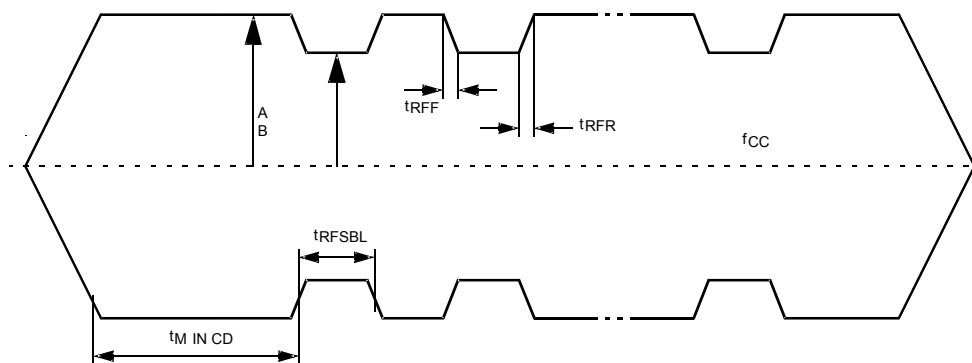 A
B
tRFF
tRFR
fCC
tRFSBL
tM IN CD